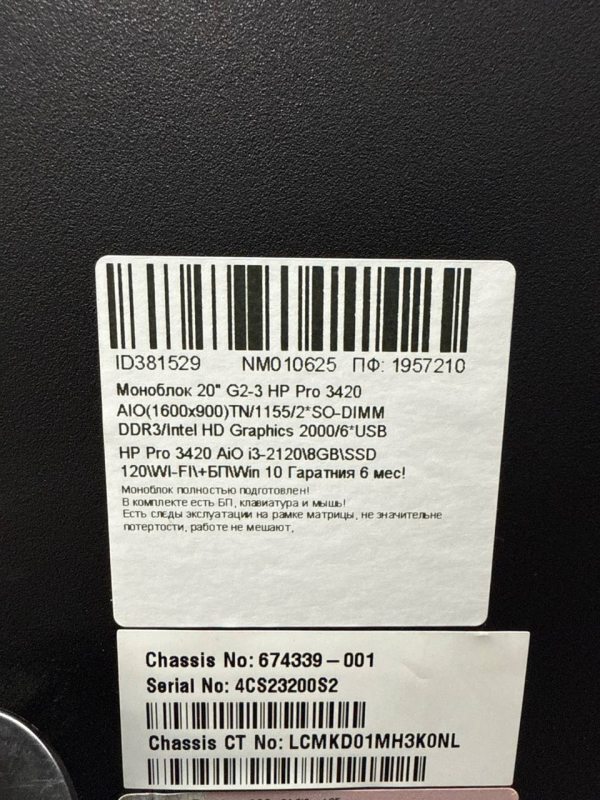 ID381529 NM010625 ПФ: 1957210
Моноблок 20" G2-3 HP Pro 3420
AIO(1600x900)TN/1155/2*SO-DIMM
DDR3/Intel HD Graphics 2000/6*USB
HP Pro 3420 AiO i3-2120\8GB\SSD
120\WI-FI\+БП\Win 10 Гаратния 6 мес!
Моноблок полностью подготовлен!
В комплекте есть БП, клавиатура и мышь!
Есть следы эксплуатации на рамке матрицы, не значительне
потертости, работе не мешают,
Chassis No: 674339-001
Serial No: 4CS23200S2
Chassis CT No: LCMKD01MH3K0NL